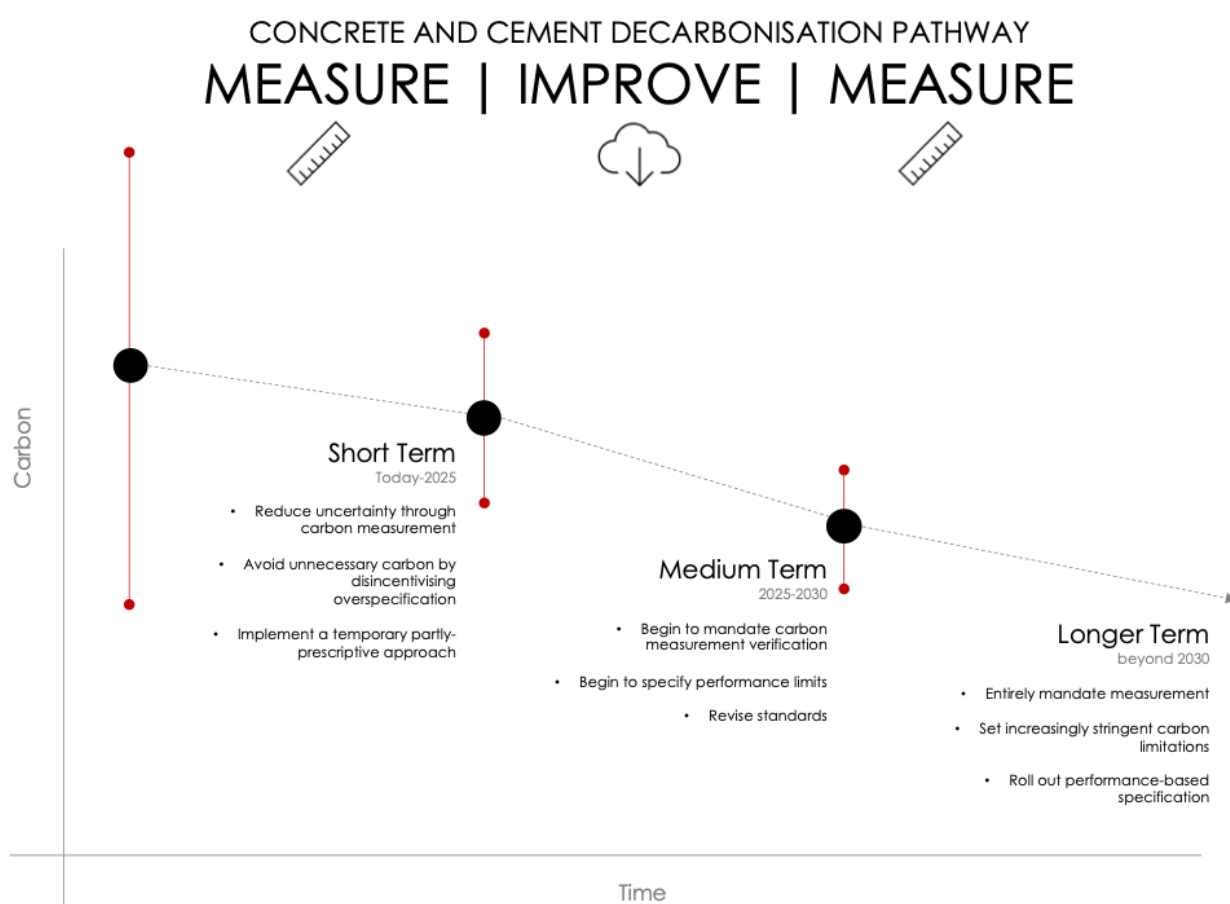 CONCRETE AND CEMENT DECARBONISATION PATHWAY
MEASURE | IMPROVE | MEASURE
Carbon
Short Term
Today-2025
• Reduce uncertainty through
carbon measurement
• Avoid unnecessary carbon by
disincentivising
overspecification
• Implement a temporary partly-
prescriptive approach
Medium Term
2025-2030
• Begin to mandate carbon
measurement verification
• Begin to specify performance limits
• Revise standards
Longer Term
beyond 2030
• Entirely mandate measurement
• Set increasingly stringent carbon
limitations
• Roll out performance-based
specification
Time